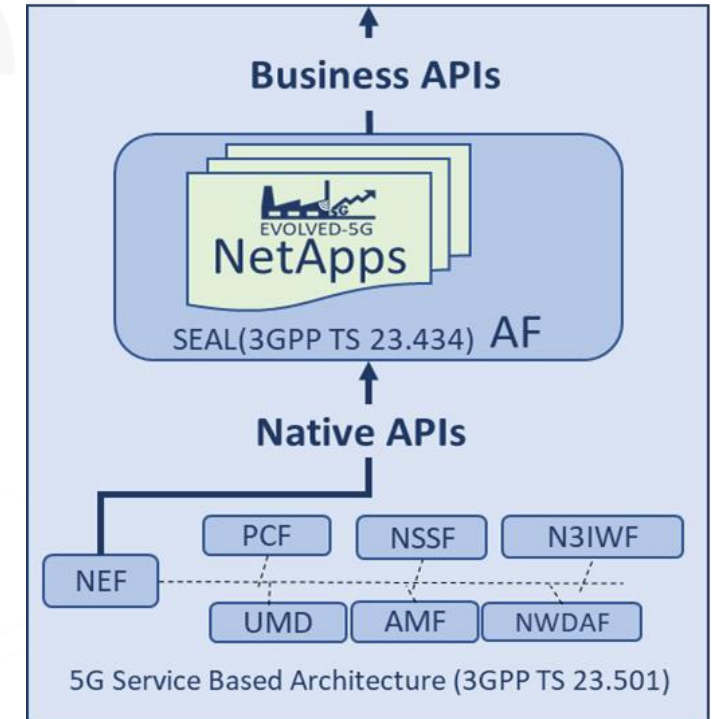 Business APIs
5G
EVOLVED-5G
NetApps
SEAL(3GPP TS 23.434) AF
Native APIs
PCF NSSF N3IWF
NEF
UMD AMF NWDAF
5G Service Based Architecture (3GPP TS 23.501)